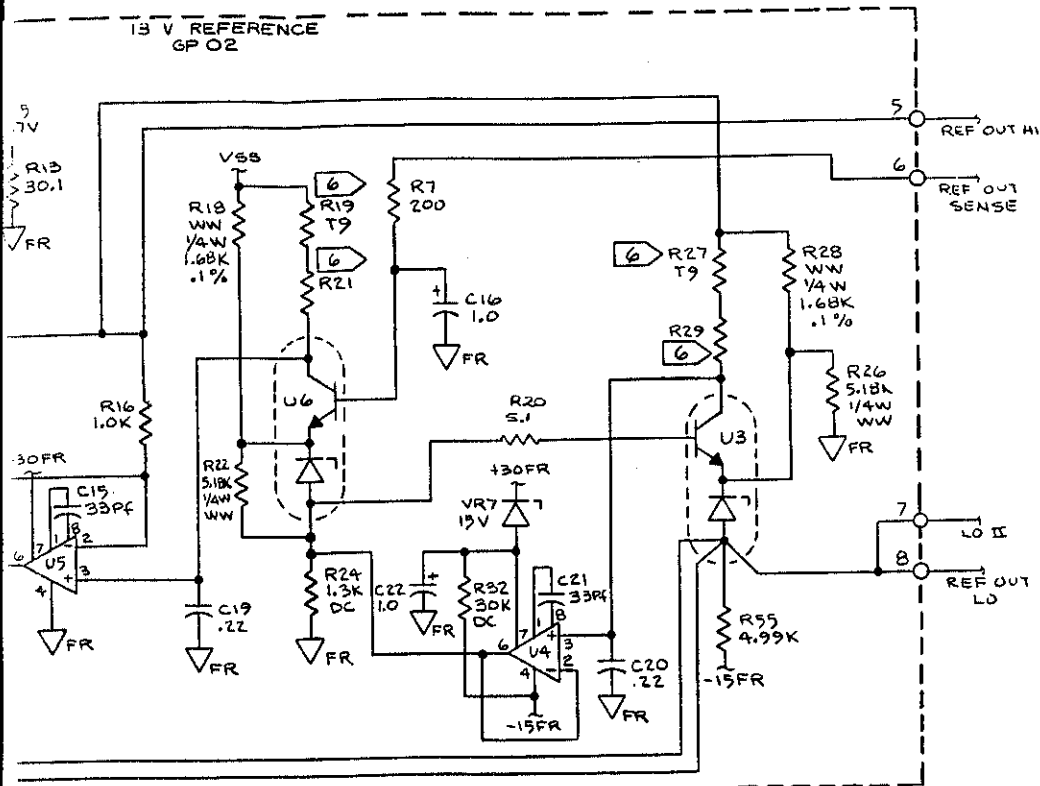 13 V REFERENCE
GP 02
5
.7V
R13
30.1
FR
VSS
R18
WW
1/4W
1.68K
.1%
6
R19
T9
6
R21
R7
200
C16
1.0
+
FR
5
REF OUT HI
6
REF OUT
SENSE
6
R27
T9
R29
6
R28
WW
1/4W
1.68K
.1%
R26
5.18K
1/4W
WW
FR
R16
1.0K
U6
R20
5.1
U3
30FR
C15
33Pf
7
1
8
2
6
U5
-
+
3
4
FR
R22
5.18K
1/4W
WW
C19
.22
FR
R24
1.3K
DC
FR
+30FR
VR7
15V
C22
1.0
+
FR
R32
30K
DC
C21
33Pf
7
1
8
6
U4
+
3
-
2
4
-15FR
C20
.22
FR
R55
4.99K
-15FR
7
LO II
8
REF OUT
LO